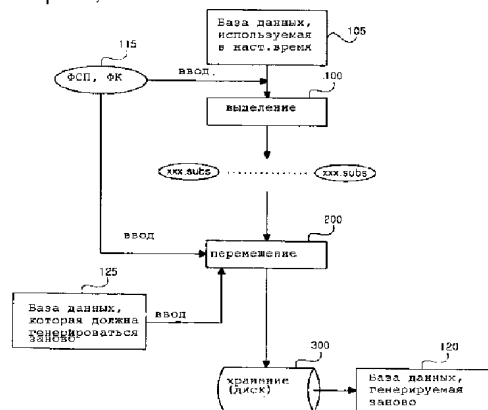 База данных,
используемая
в наст.время
105
115
ФСП, ФК
ввод.
100
выделение
xxx.subs
xxx.subs
200
ввод
перемещение
125
База данных,
которая должна
генерироваться
заново
ввод
300
хранение
(диск)
120
База данных,
генерируемая
заново